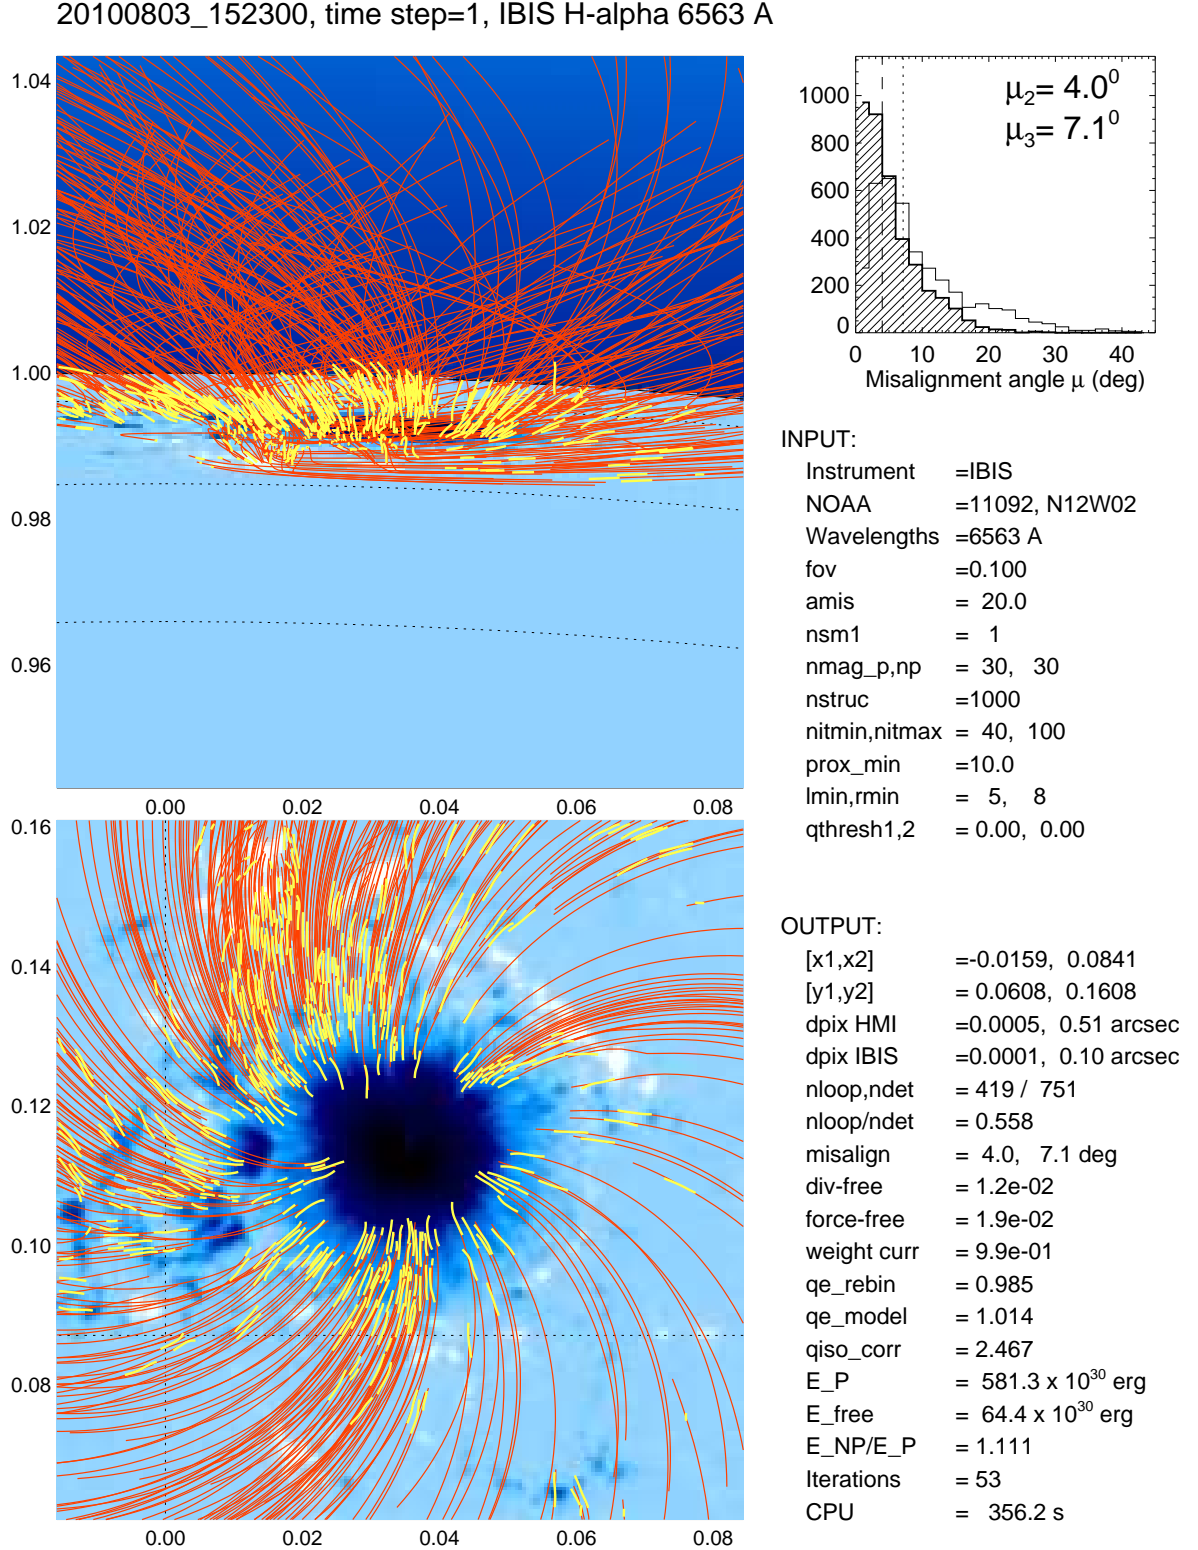 20100803_152300, time step=1, IBIS H-alpha 6563 A
1.04
1.02
1.00
0.98
0.96
0.00 0.02 0.04 0.06 0.08
μ2= 4.0⁰
μ3= 7.1⁰
1000
800
600
400
200
0
0 10 20 30 40
Misalignment angle μ (deg)
INPUT:
Instrument =IBIS
NOAA =11092, N12W02
Wavelengths =6563 A
fov =0.100
amis = 20.0
nsm1 = 1
nmag_p,np = 30, 30
nstruc =1000
nitmin,nitmax = 40, 100
prox_min =10.0
lmin,rmin = 5, 8
qthresh1,2 = 0.00, 0.00
0.16
0.14
0.12
0.10
0.08
0.00 0.02 0.04 0.06 0.08
OUTPUT:
[x1,x2] =-0.0159, 0.0841
[y1,y2] = 0.0608, 0.1608
dpix HMI =0.0005, 0.51 arcsec
dpix IBIS =0.0001, 0.10 arcsec
nloop,ndet = 419 / 751
nloop/ndet = 0.558
misalign = 4.0, 7.1 deg
div-free = 1.2e-02
force-free = 1.9e-02
weight curr = 9.9e-01
qe_rebin = 0.985
qe_model = 1.014
qiso_corr = 2.467
E_P = 581.3 x 10³⁰ erg
E_free = 64.4 x 10³⁰ erg
E_NP/E_P = 1.111
Iterations = 53
CPU = 356.2 s